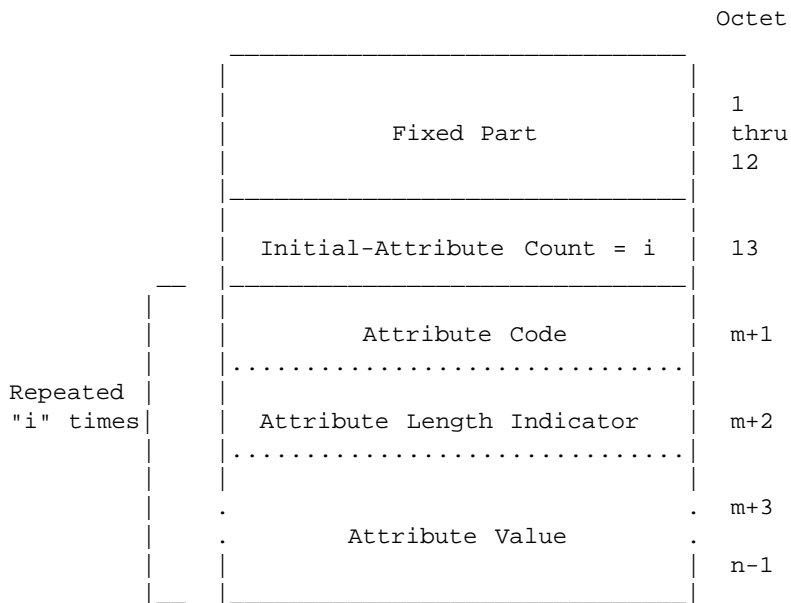 Octet
1
Fixed Part thru
12
Initial-Attribute Count = i 13
Attribute Code m+1
Repeated
"i" times Attribute Length Indicator m+2
m+3
Attribute Value
n-1